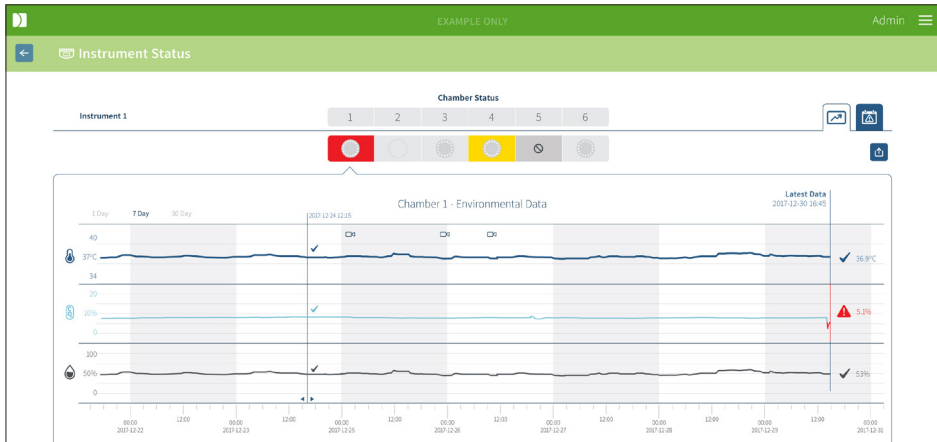 EXAMPLE ONLY
Admin
Instrument Status
Chamber Status
Instrument 1
1 2 3 4 5 6
Latest Data
2017-12-30 16:45
Chamber 1 - Environmental Data
1 Day 7 Day 30 Day
2017-12-24 12:15
40
37°C
36.9°C
34
20
10%
5.1%
0
100
50%
53%
0
00:00 12:00 00:00 12:00 00:00 12:00 00:00 12:00 00:00 12:00 00:00 12:00 00:00 12:00 00:00
2017-12-22 2017-12-23 2017-12-25 2017-12-26 2017-12-27 2017-12-28 2017-12-29 2017-12-31